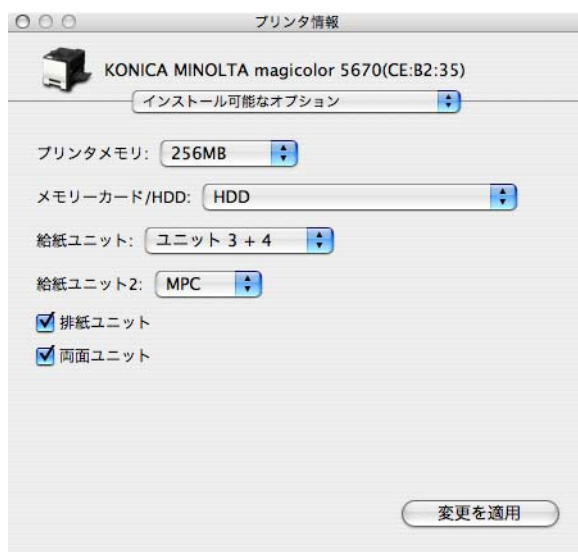 プリンタ情報
KONICA MINOLTA magicolor 5670(CE:B2:35)
インストール可能なオプション
プリンタメモリ: 256MB
メモリーカード/HDD: HDD
給紙ユニット: ユニット 3 + 4
給紙ユニット2: MPC
排紙ユニット
両面ユニット
変更を適用